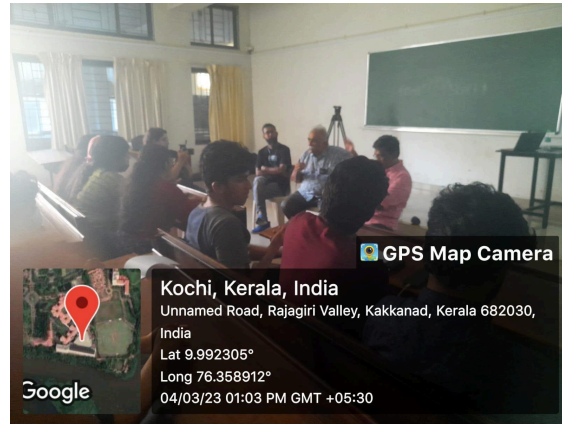 GPS Map Camera
Kochi, Kerala, India
Unnamed Road, Rajagiri Valley, Kakkanad, Kerala 682030,
India
Lat 9.992305°
Long 76.358912°
04/03/23 01:03 PM GMT +05:30
Google